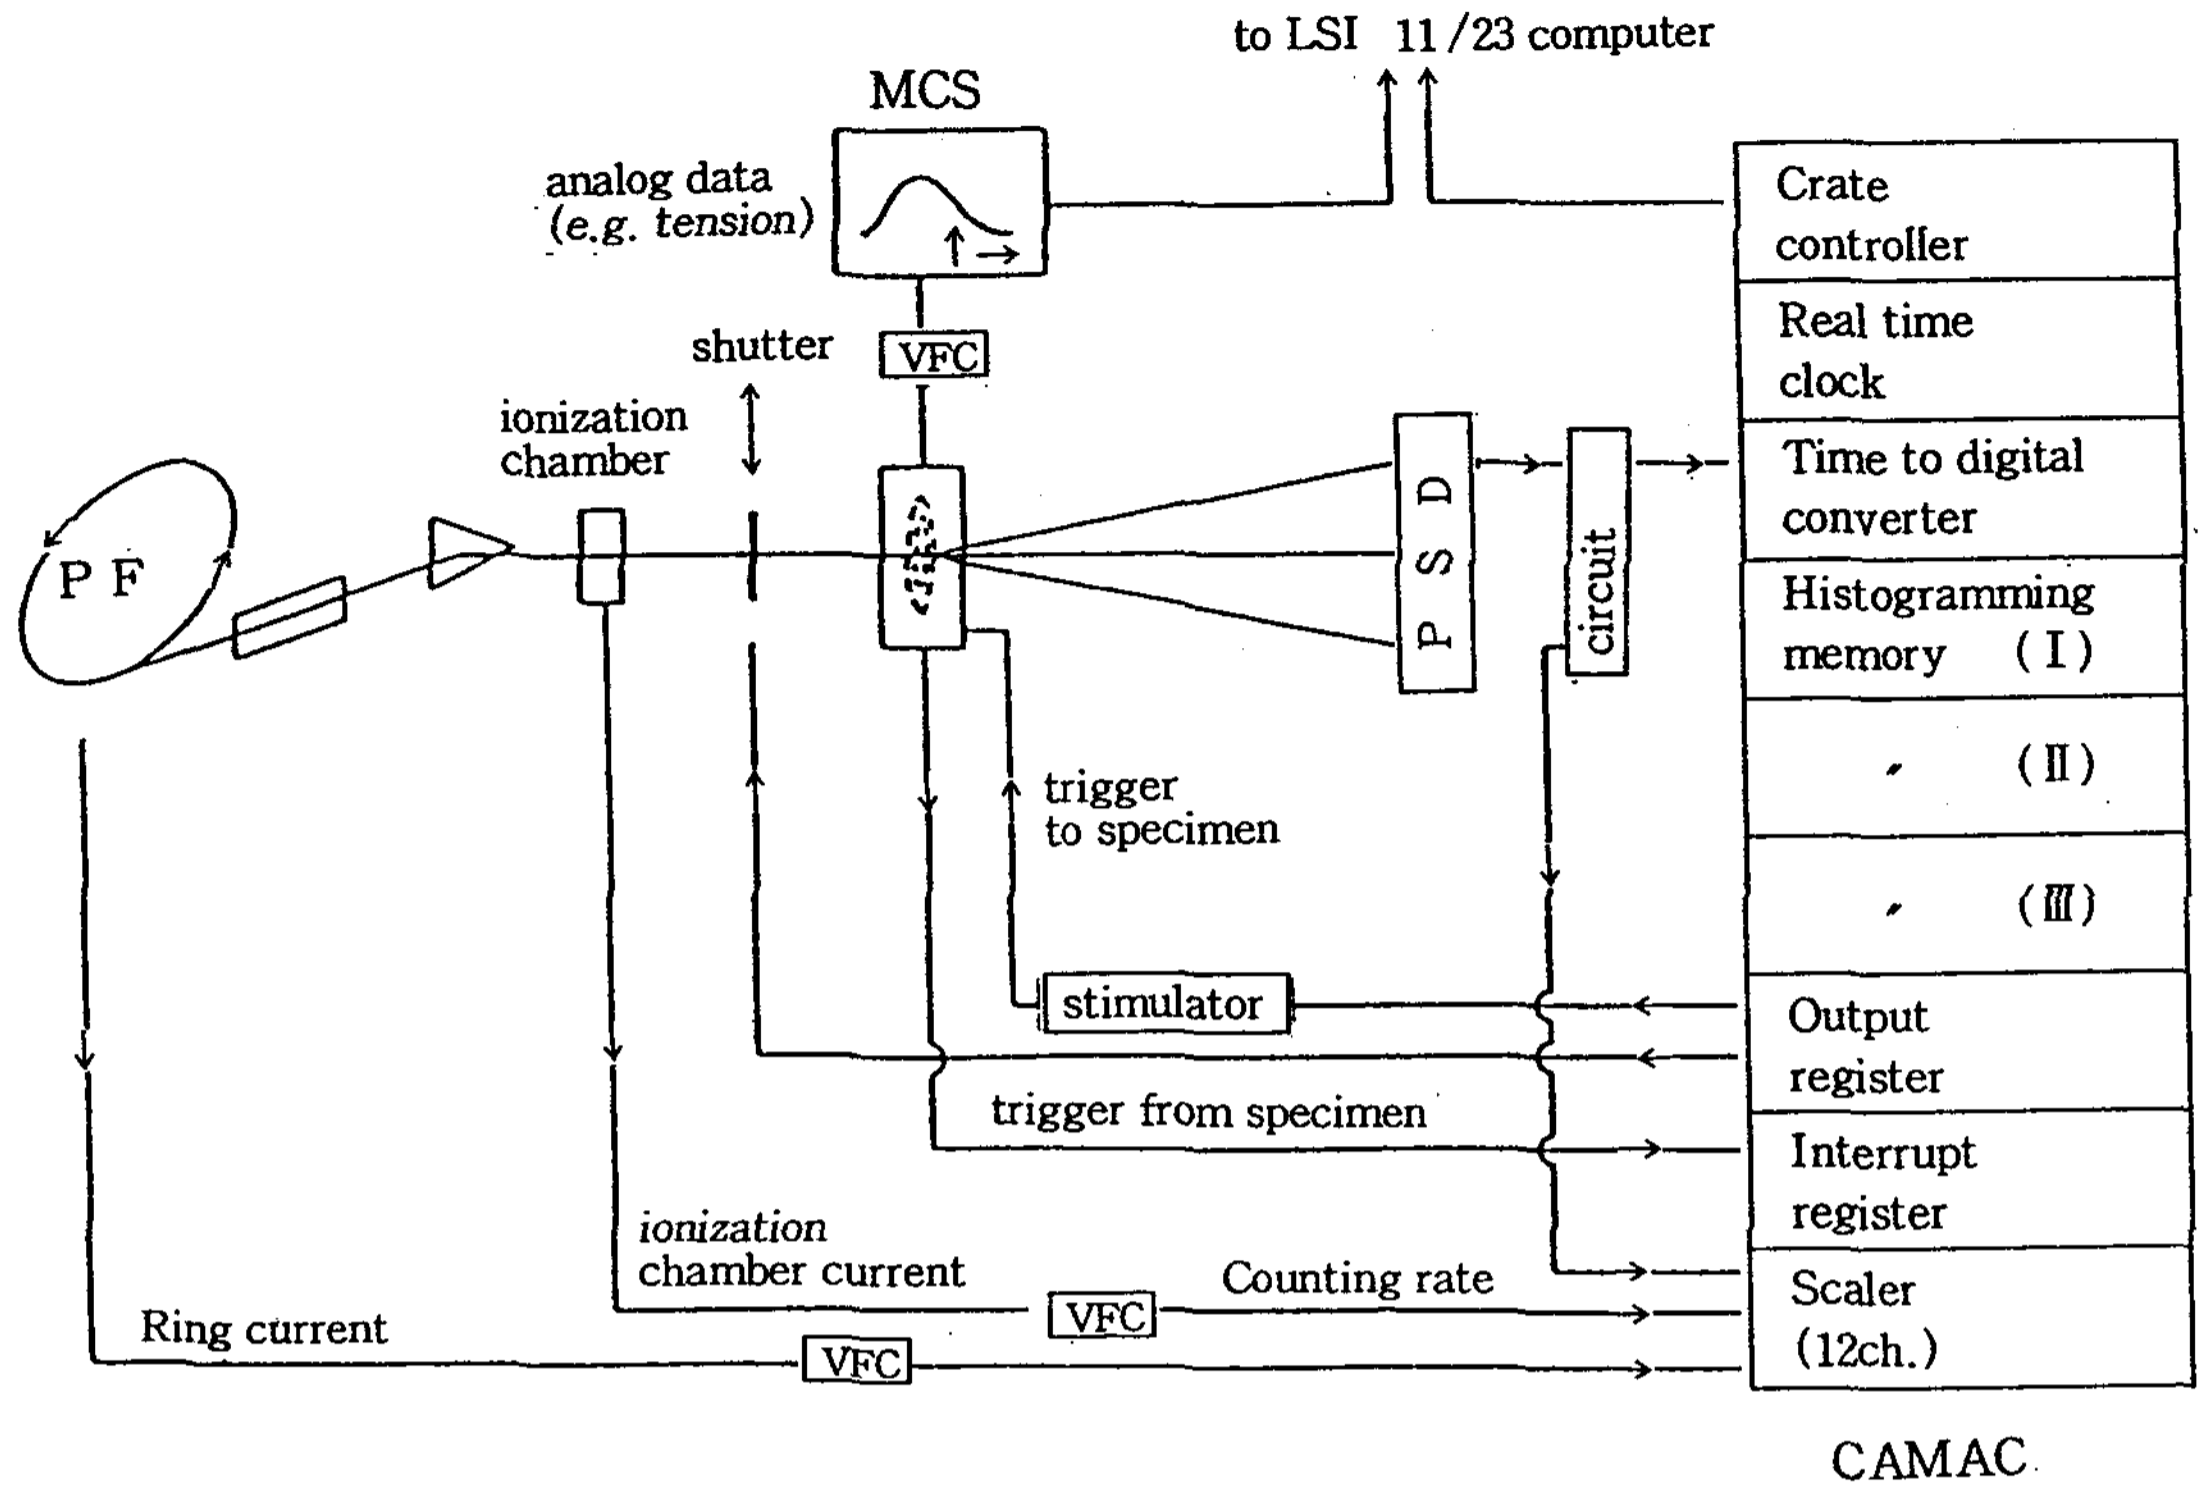 to LSI 11/23 computer
MCS
analog data
(e.g. tension)
VFC
shutter
ionization
chamber
PF
PSD
circuit
trigger
to specimen
stimulator
trigger from specimen
ionization
chamber current
VFC
Counting rate
Ring current
VFC
Crate
controller
Real time
clock
Time to digital
converter
Histogramming
memory (I)
〃 (II)
〃 (III)
Output
register
Interrupt
register
Scaler
(12ch.)
CAMAC